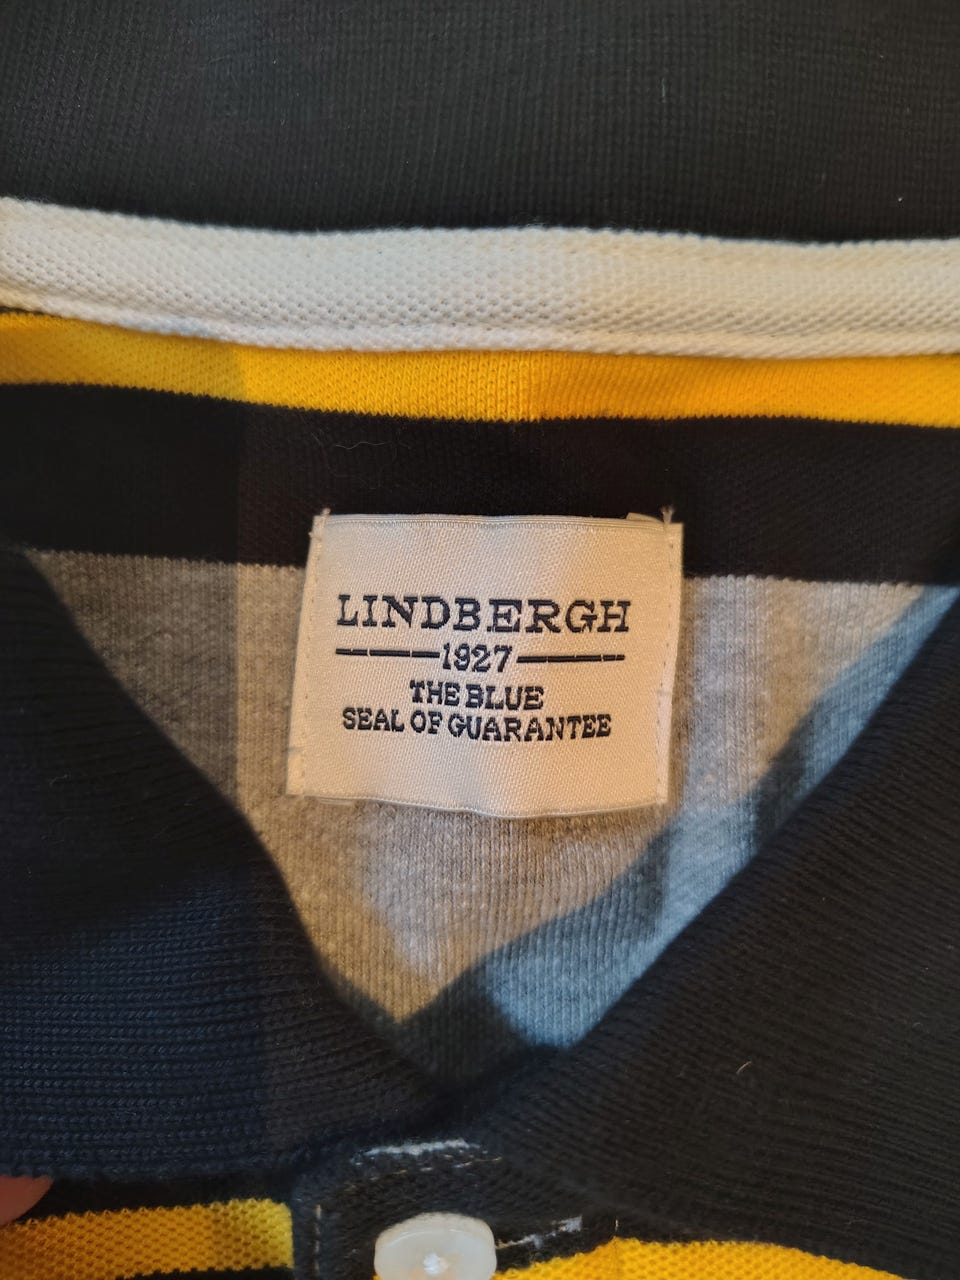 LINDBERGH
1927
THE BLUE
SEAL OF GUARANTEE